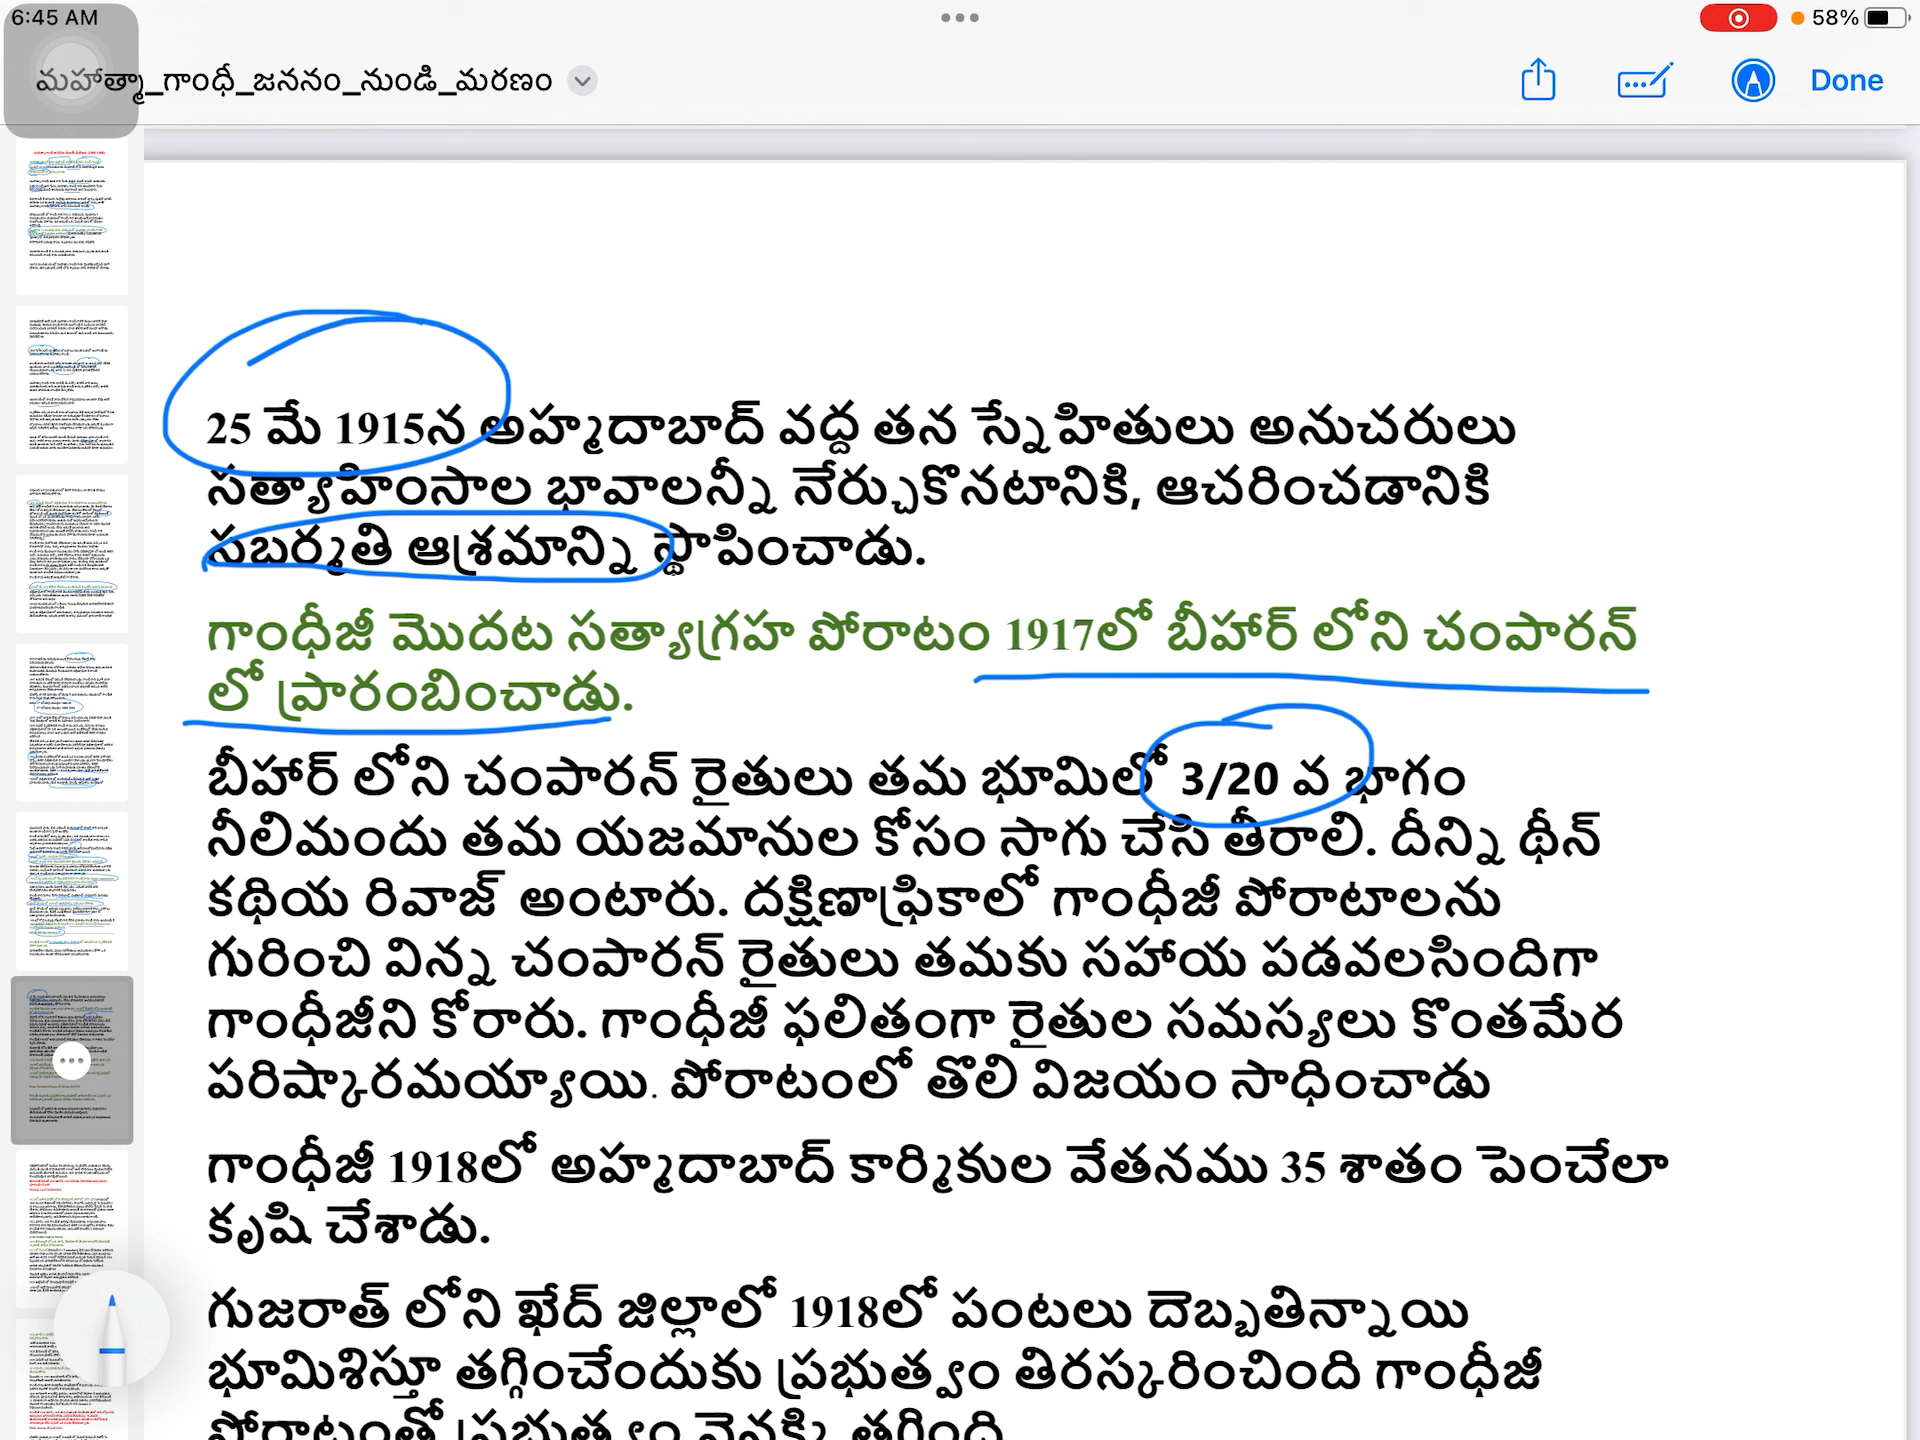 6:45 AM
58%
మహాత్మా_గాంధీ_జననం_నుండి_మరణం
Done
25 మే 1915న అహ్మదాబాద్ వద్ద తన స్నేహితులు అనుచరులు
సత్యాహింసాల భావాలన్నీ నేర్చుకొనటానికి, ఆచరించడానికి
సబర్మతి ఆశ్రమాన్ని స్థాపించాడు.
గాంధీజీ మొదట సత్యాగ్రహ పోరాటం 1917లో బీహార్ లోని చంపారన్
లో ప్రారంబించాడు.
బీహార్ లోని చంపారన్ రైతులు తమ భూమిలో 3/20 వ భాగం
నీలిమందు తమ యజమానుల కోసం సాగు చేసి తీరాలి. దీన్ని థీన్
కథియ రివాజ్ అంటారు. దక్షిణాఫ్రికాలో గాంధీజీ పోరాటాలను
గురించి విన్న చంపారన్ రైతులు తమకు సహాయ పడవలసిందిగా
గాంధీజీని కోరారు. గాంధీజీ ఫలితంగా రైతుల సమస్యలు కొంతమేర
పరిష్కారమయ్యాయి. పోరాటంలో తొలి విజయం సాధించాడు
గాంధీజీ 1918లో అహ్మదాబాద్ కార్మికుల వేతనము 35 శాతం పెంచేలా
కృషి చేశాడు.
గుజరాత్ లోని ఖేద్ జిల్లాలో 1918లో పంటలు దెబ్బతిన్నాయి
భూమిశిస్తూ తగ్గించేందుకు ప్రభుత్వం తిరస్కరించింది గాంధీజీ
పోరాటంతో ప్రభుత్వం వెనక్కి తగ్గింది